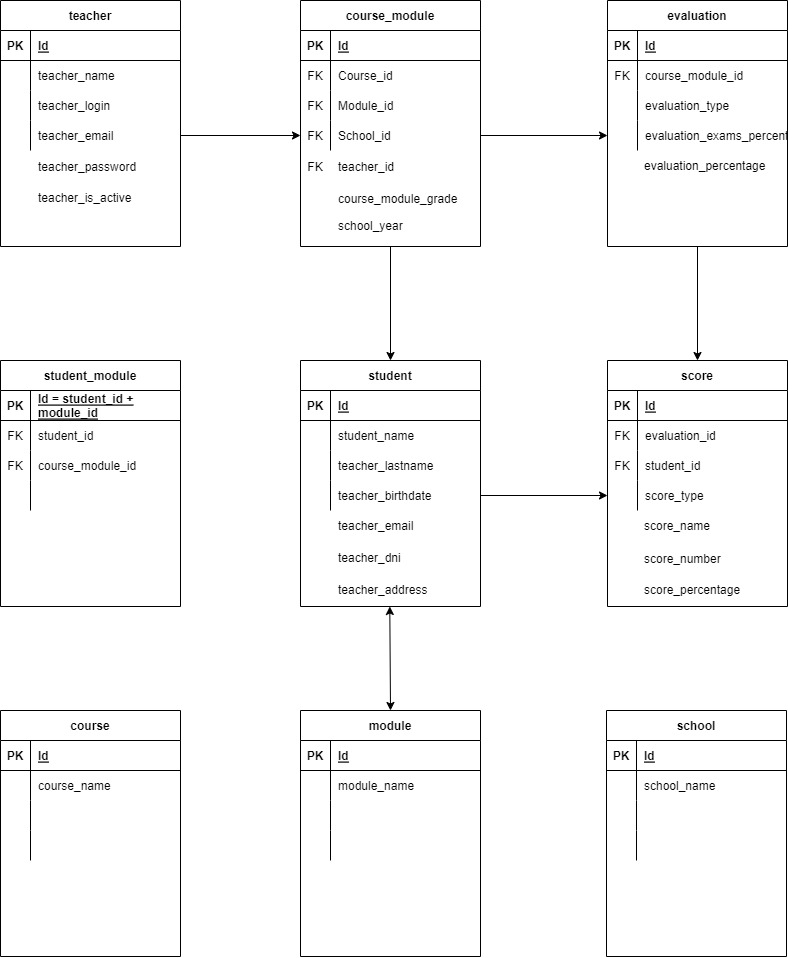 teacher
PK Id
teacher_name
teacher_login
teacher_email
teacher_password
teacher_is_active
course_module
PK Id
FK Course_id
FK Module_id
FK School_id
FK teacher_id
course_module_grade
school_year
evaluation
PK Id
FK course_module_id
evaluation_type
evaluation_exams_percent
evaluation_percentage
student_module
PK Id = student_id +
module_id
FK student_id
FK course_module_id
student
PK Id
student_name
teacher_lastname
teacher_birthdate
teacher_email
teacher_dni
teacher_address
score
PK Id
FK evaluation_id
FK student_id
score_type
score_name
score_number
score_percentage
course
PK Id
course_name
module
PK Id
module_name
school
PK Id
school_name